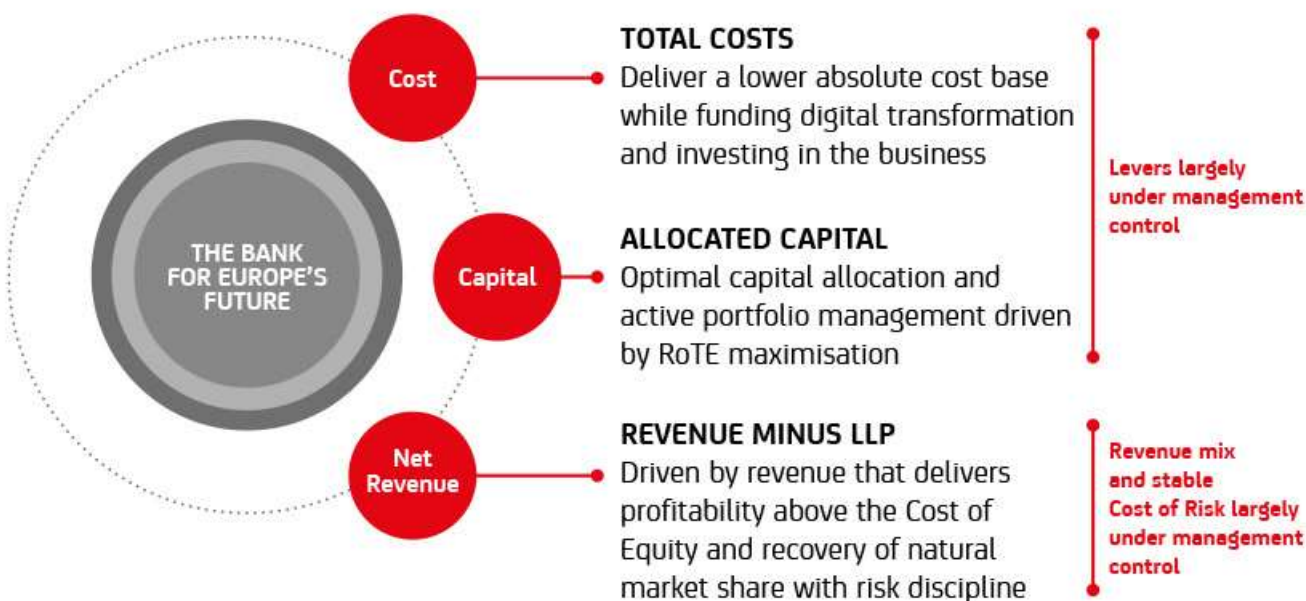 THE BANK
FOR EUROPE'S
FUTURE
Cost
TOTAL COSTS
Deliver a lower absolute cost base
while funding digital transformation
and investing in the business
Capital
ALLOCATED CAPITAL
Optimal capital allocation and
active portfolio management driven
by RoTE maximisation
Levers largely
under management
control
Net
Revenue
REVENUE MINUS LLP
Driven by revenue that delivers
profitability above the Cost of
Equity and recovery of natural
market share with risk discipline
Revenue mix
and stable
Cost of Risk largely
under management
control